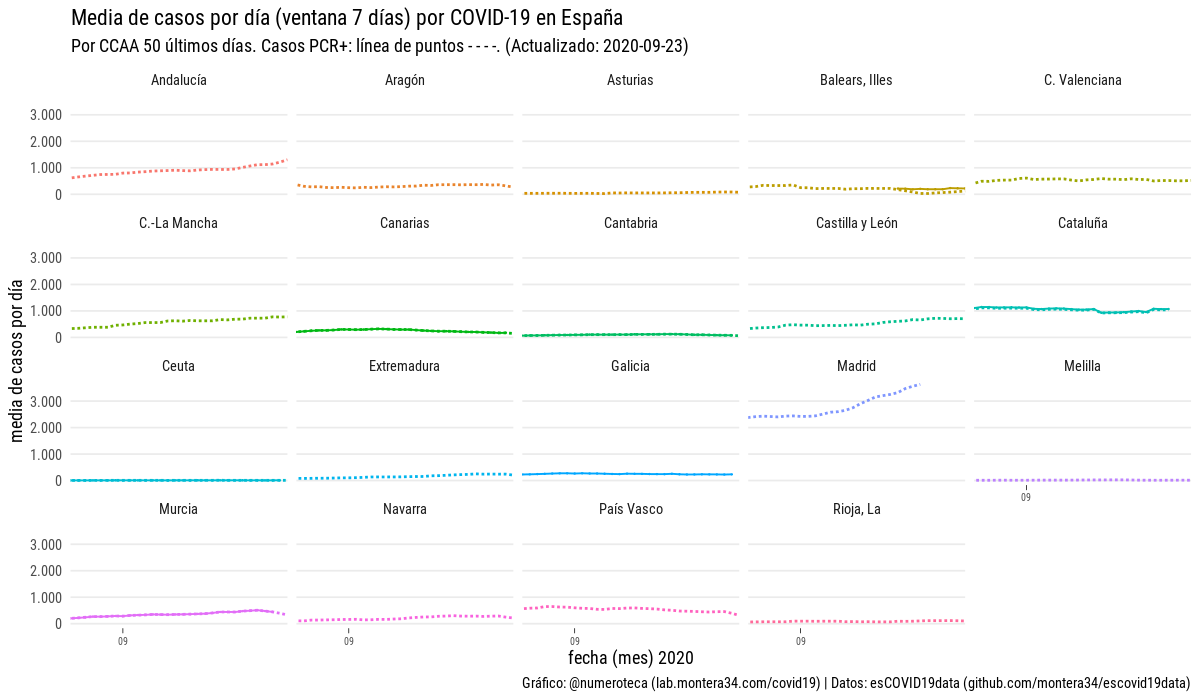 Media de casos por día (ventana 7 días) por COVID-19 en España
Por CCAA 50 últimos días. Casos PCR+: línea de puntos - - - -. (Actualizado: 2020-09-23)
Andalucía Aragón Asturias Balears, Illes C. Valenciana
3.000
2.000
1.000
0
C.-La Mancha Canarias Cantabria Castilla y León Cataluña
3.000
2.000
1.000
0
media de casos por día
Ceuta Extremadura Galicia Madrid Melilla
3.000
2.000
1.000
0
09
Murcia Navarra País Vasco Rioja, La
3.000
2.000
1.000
0
09 09 09 09
fecha (mes) 2020
Gráfico: @numeroteca (lab.montera34.com/covid19) | Datos: esCOVID19data (github.com/montera34/escovid19data)